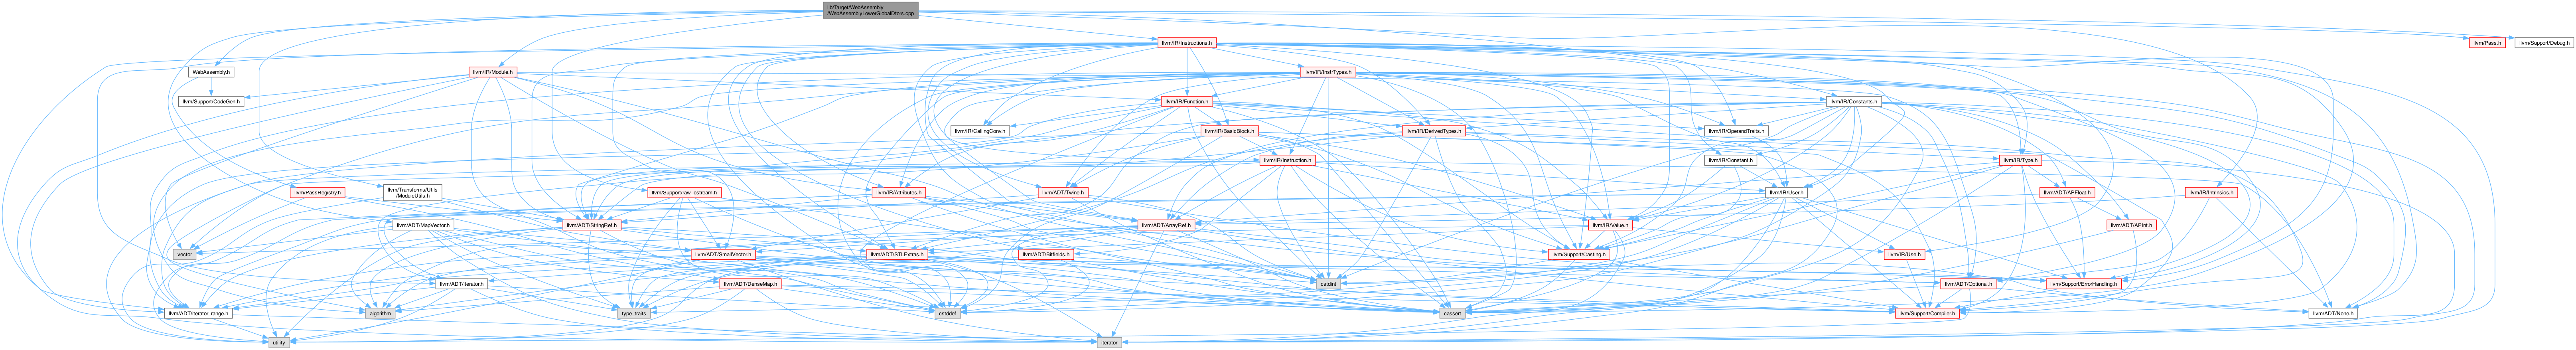 lib/Target/WebAssembly
/WebAssemblyLowerGlobalDtors.cpp
llvm/IR/Instructions.h
llvm/Pass.h
llvm/Support/Debug.h
llvm/IR/Module.h
WebAssembly.h
llvm/IR/InstrTypes.h
llvm/Support/CodeGen.h
llvm/IR/Function.h
llvm/IR/Constants.h
llvm/IR/CallingConv.h
llvm/IR/BasicBlock.h
llvm/IR/DerivedTypes.h
llvm/IR/OperandTraits.h
llvm/IR/Instruction.h
llvm/IR/Constant.h
llvm/IR/Type.h
llvm/PassRegistry.h
llvm/Transforms/Utils
/ModuleUtils.h
llvm/Support/raw_ostream.h
llvm/IR/Attributes.h
llvm/ADT/Twine.h
llvm/IR/User.h
llvm/ADT/APFloat.h
llvm/IR/Intrinsics.h
llvm/ADT/MapVector.h
llvm/ADT/StringRef.h
llvm/ADT/ArrayRef.h
llvm/IR/Value.h
llvm/ADT/APInt.h
vector
llvm/ADT/SmallVector.h
llvm/ADT/STLExtras.h
llvm/ADT/Bitfields.h
llvm/Support/Casting.h
llvm/IR/Use.h
llvm/ADT/iterator.h
llvm/ADT/DenseMap.h
cstdint
llvm/ADT/Optional.h
llvm/Support/ErrorHandling.h
llvm/ADT/iterator_range.h
algorithm
type_traits
cstddef
cassert
llvm/Support/Compiler.h
llvm/ADT/None.h
utility
iterator